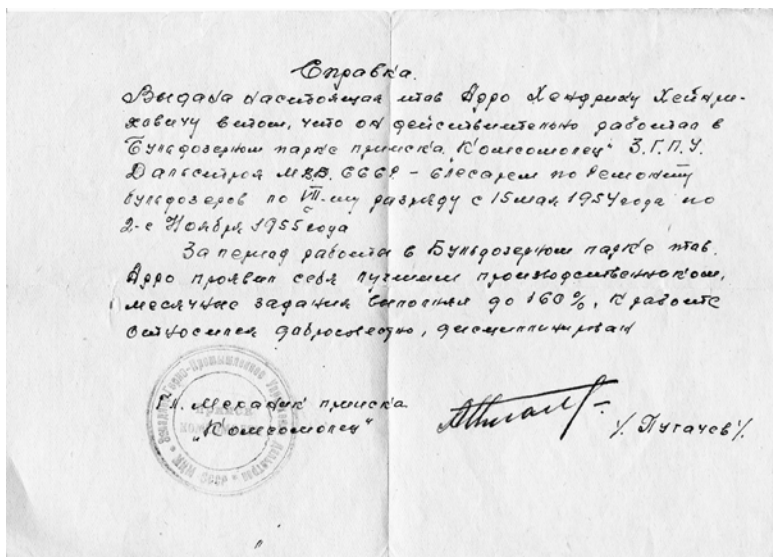 Справка.
Выдана настоящая тов Адро Хендрику Хейнри-
ховичу в том, что он действительно работал в
Бульдозерном парке прииска "Комсомолец" З.Г.П.У.
Дальстроя М.В.Д. СССР – слесарем по Ремонту
бульдозеров по VII-му разряду с 15 мая 1954 года по
2-е Ноября 1955 года
За период работы в Бульдозерном парке тов.
Адро проявил себя лучшим производственником,
месячные задания выполнял до 160%, к работе
относился добросовестно, дисциплинирован
Гл. Механик прииска
"Комсомолец"
/. Пугачев /.